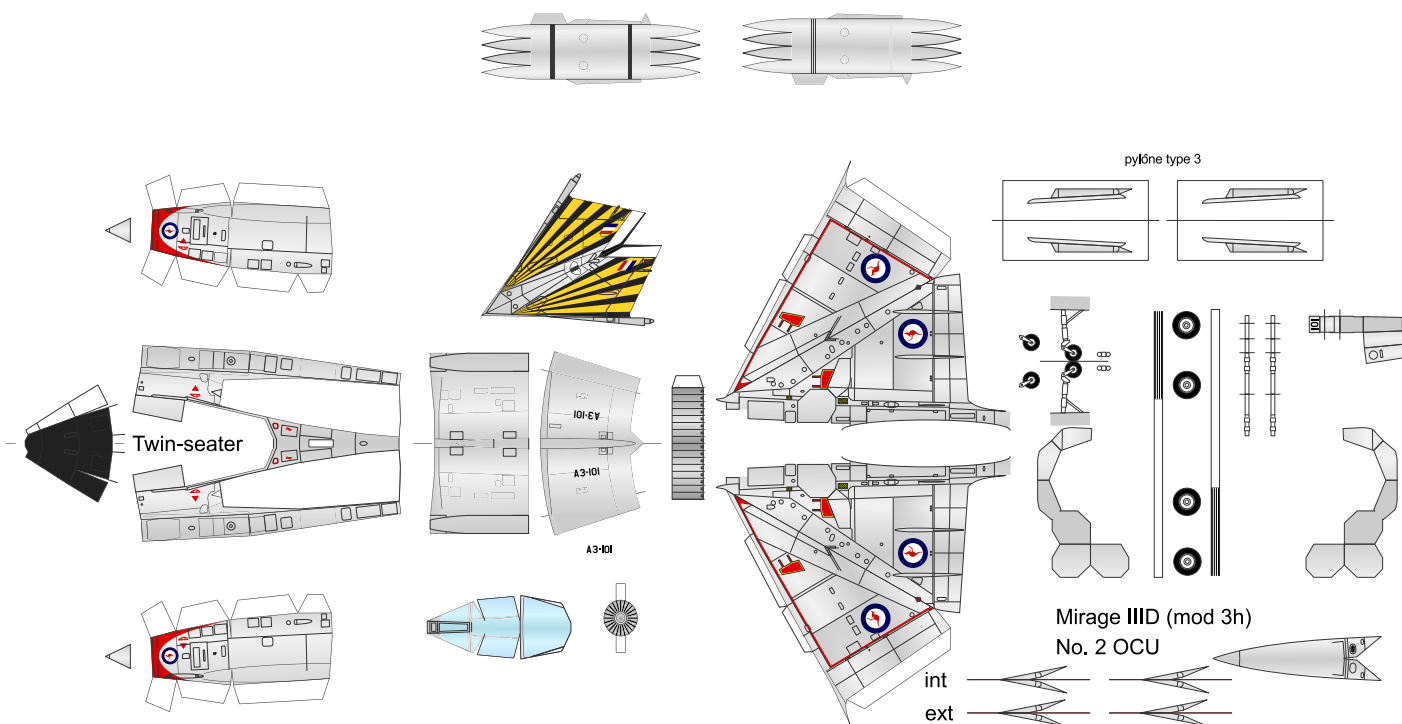 pylône type 3
101
Twin-seater
A3-101
A3-101
A3-101
Mirage IIID (mod 3h)
No. 2 OCU
int
ext